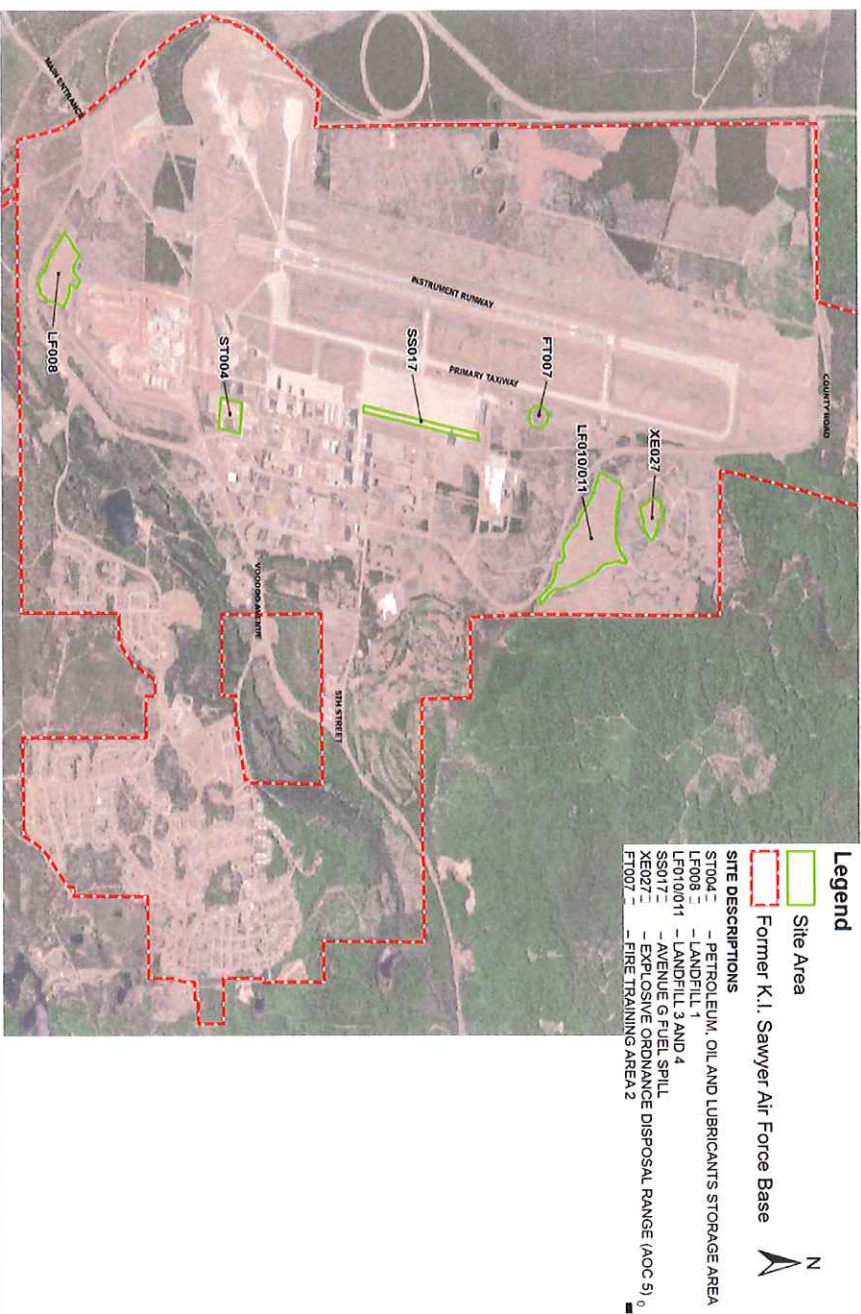 MAIN ENTRANCE
INSTRUMENT RUNWAY
PRIMARY TAXIWAY
COUNTY ROAD
LF008
ST004
SS017
FT007
LF010/011
XE027
VOODOO AVENUE
5TH STREET
Legend
Site Area
Former K.I. Sawyer Air Force Base
N
SITE DESCRIPTIONS
ST004 - PETROLEUM, OIL AND LUBRICANTS STORAGE AREA
LF008 - LANDFILL 1
LF010/011 - LANDFILL 3 AND 4
SS017 - AVENUE G FUEL SPILL
XE027 - EXPLOSIVE ORDNANCE DISPOSAL RANGE (AOC 5)
FT007 - FIRE TRAINING AREA 2
0